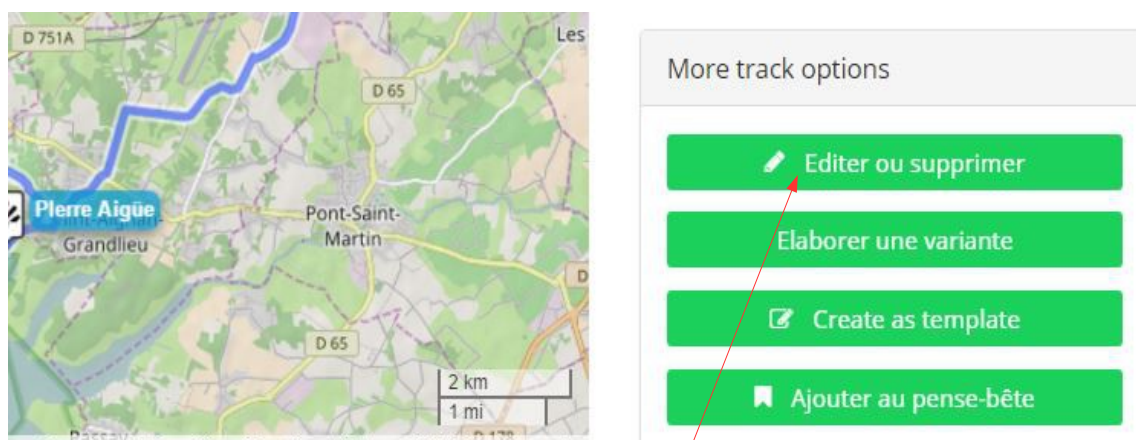 D 751A
Les
D 65
PIerre Aigüe
Pont-Saint-
Martin
Grandlieu
D
D 65
2 km
1 mi
D 178
More track options
Editer ou supprimer
Elaborer une variante
Create as template
Ajouter au pense-bête